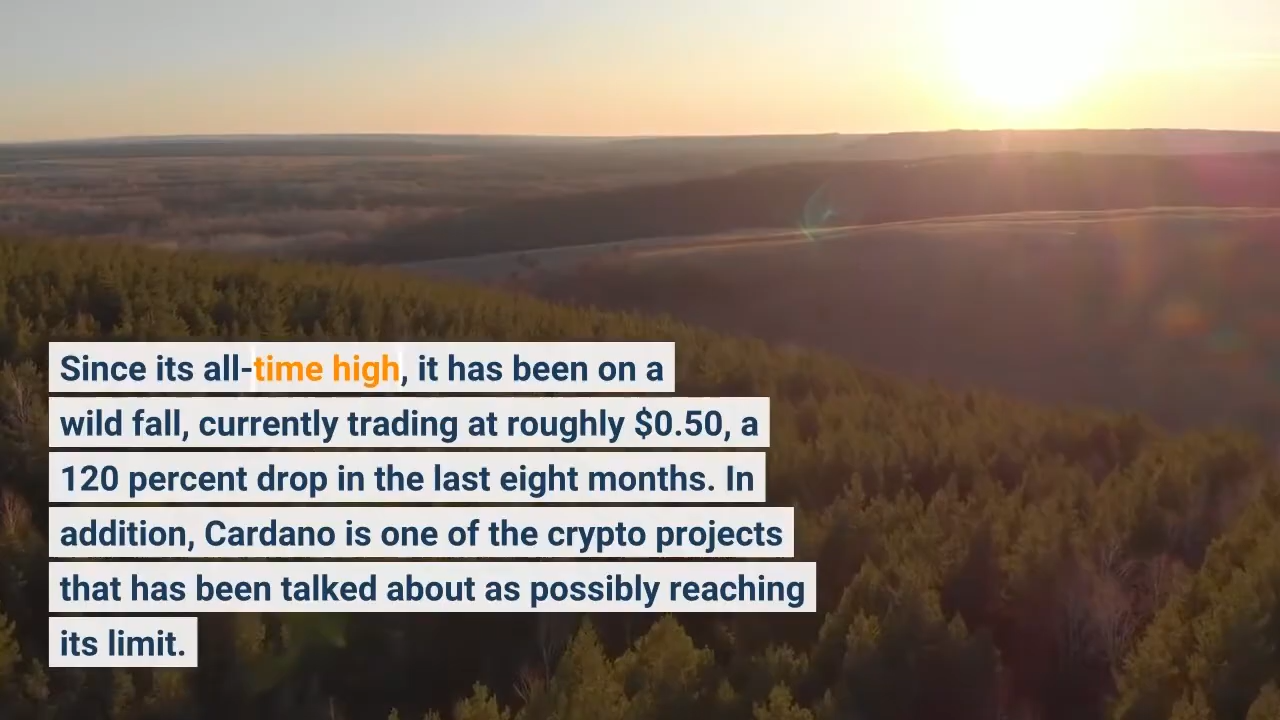 Since its all-time high, it has been on a
wild fall, currently trading at roughly $0.50, a
120 percent drop in the last eight months. In
addition, Cardano is one of the crypto projects
that has been talked about as possibly reaching
its limit.